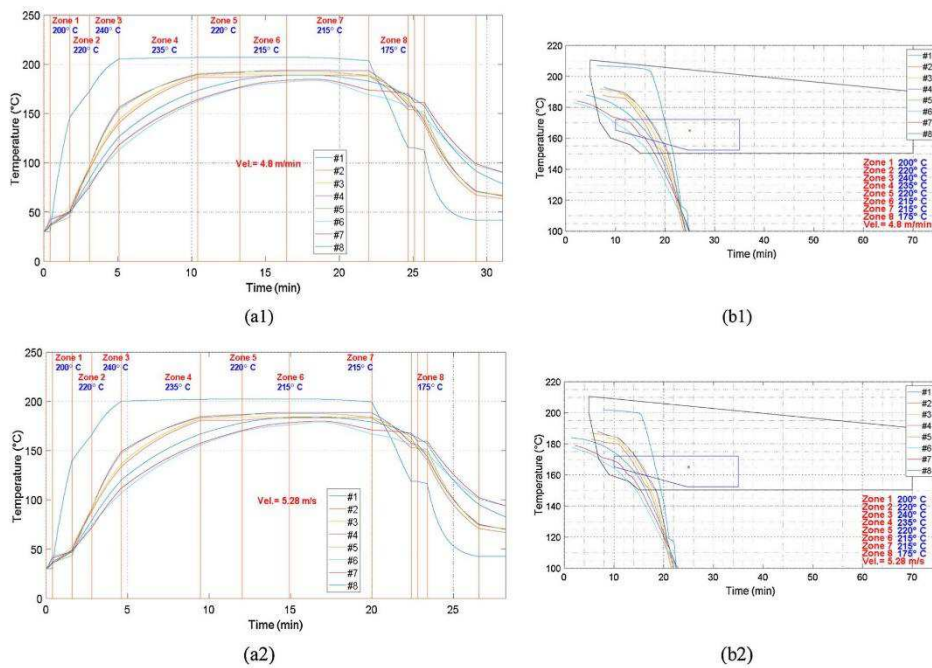 Zone 1 Zone 3 Zone 5 Zone 7
200° C 240° C 220° C 215° C
Zone 2 Zone 4 Zone 6 Zone 8
220° C 235° C 215° C 175° C
250
200
150
100
50
0
Temperature (°C)
Vel.= 4.8 m/min
#1
#2
#3
#4
#5
#6
#7
#8
0 5 10 15 20 25 30
Time (min)
(a1)
220
200
180
160
140
120
100
Temperature (°C)
#1
#2
#4
#5
#6
#7
#8
Zone 1 200° C
Zone 2 220° C
Zone 3 240° C
Zone 4 235° C
Zone 5 220° C
Zone 6 215° C
Zone 7 215° C
Zone 8 175° C
Vel.= 4.8 m/min
0 10 20 30 40 50 60 70
Time (min)
(b1)
Zone 1 Zone 3 Zone 5 Zone 7
200° C 240° C 220° C 215° C
Zone 2 Zone 4 Zone 6 Zone 8
220° C 235° C 215° C 175° C
250
200
150
100
50
0
Temperature (°C)
Vel.= 5.28 m/s
#1
#2
#3
#4
#5
#6
#7
#8
0 5 10 15 20 25
Time (min)
(a2)
220
200
180
160
140
120
100
Temperature (°C)
#1
#2
#4
#5
#6
#7
#8
Zone 1 200° C
Zone 2 220° C
Zone 3 240° C
Zone 4 235° C
Zone 5 220° C
Zone 6 215° C
Zone 7 215° C
Zone 8 175° C
Vel.= 5.28 m/s
0 10 20 30 40 50 60 70
Time (min)
(b2)